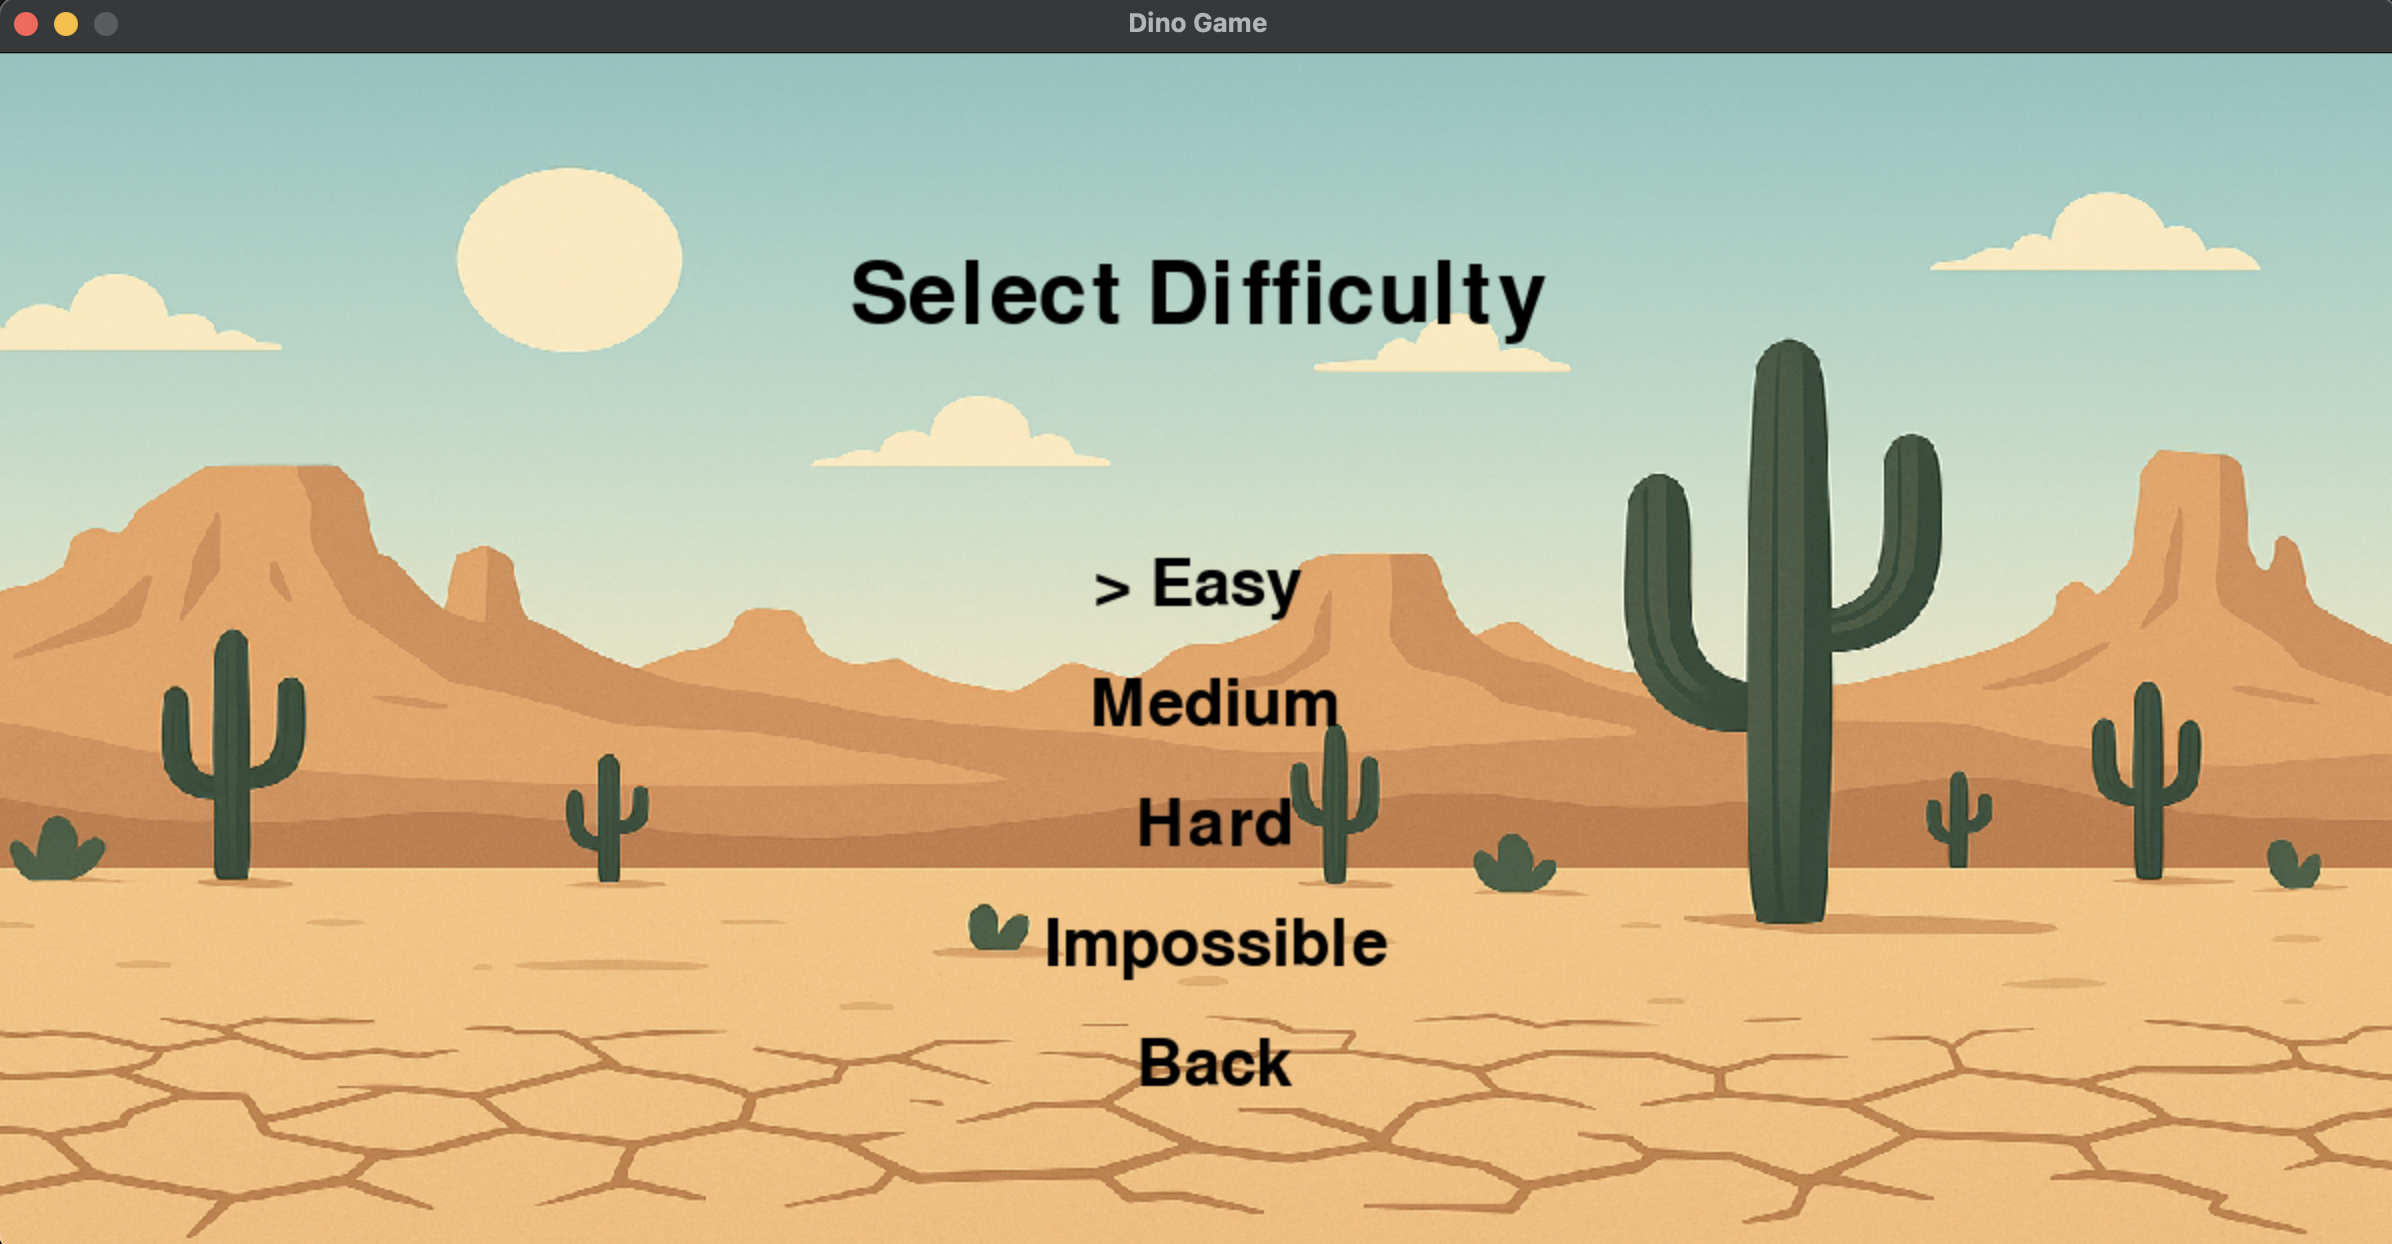 Dino Game
Select Difficulty
> Easy
Medium
Hard
Impossible
Back